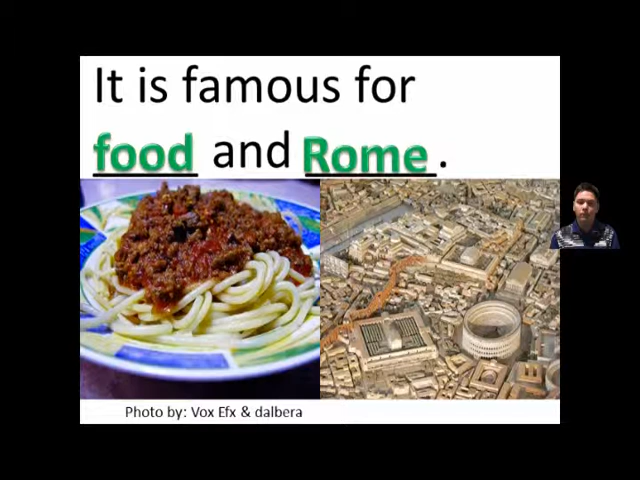 It is famous for
food and Rome.
Photo by: Vox Efx & dalbera